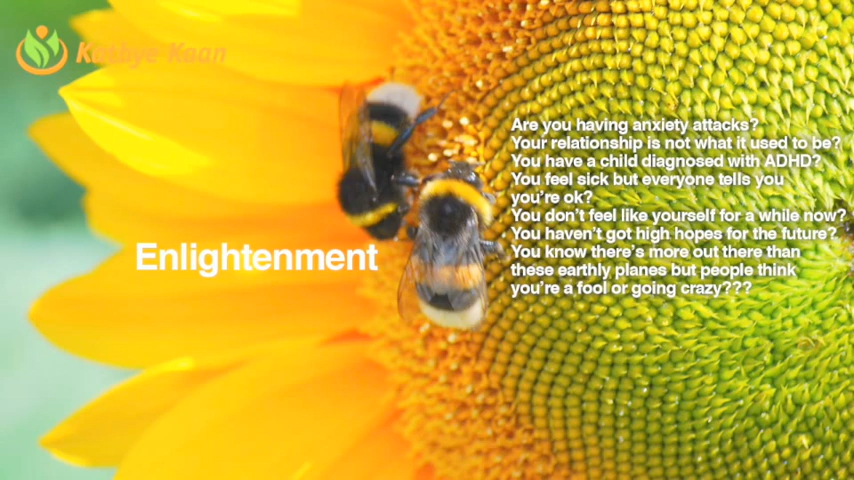 Kathye Kaan
Enlightenment
Are you having anxiety attacks?
Your relationship is not what it used to be?
You have a child diagnosed with ADHD?
You feel sick but everyone tells you
you're ok?
You don't feel like yourself for a while now?
You haven't got high hopes for the future?
You know there's more out there than
these earthly planes but people think
you're a fool or going crazy???